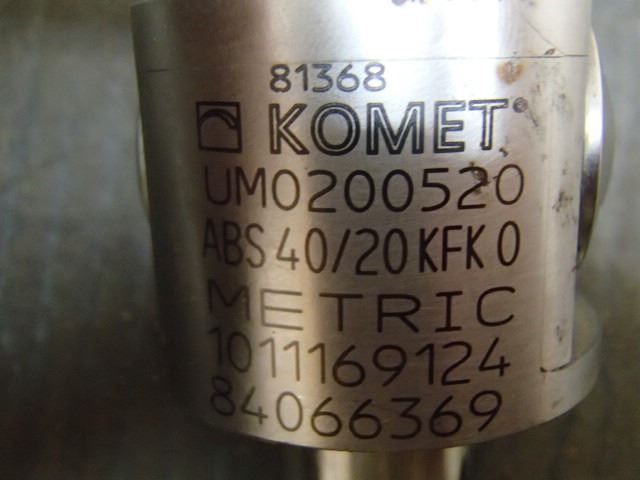 81368
KOMET®
UM0200520
ABS 40/20 KFK 0
METRIC
1011169124
84066369